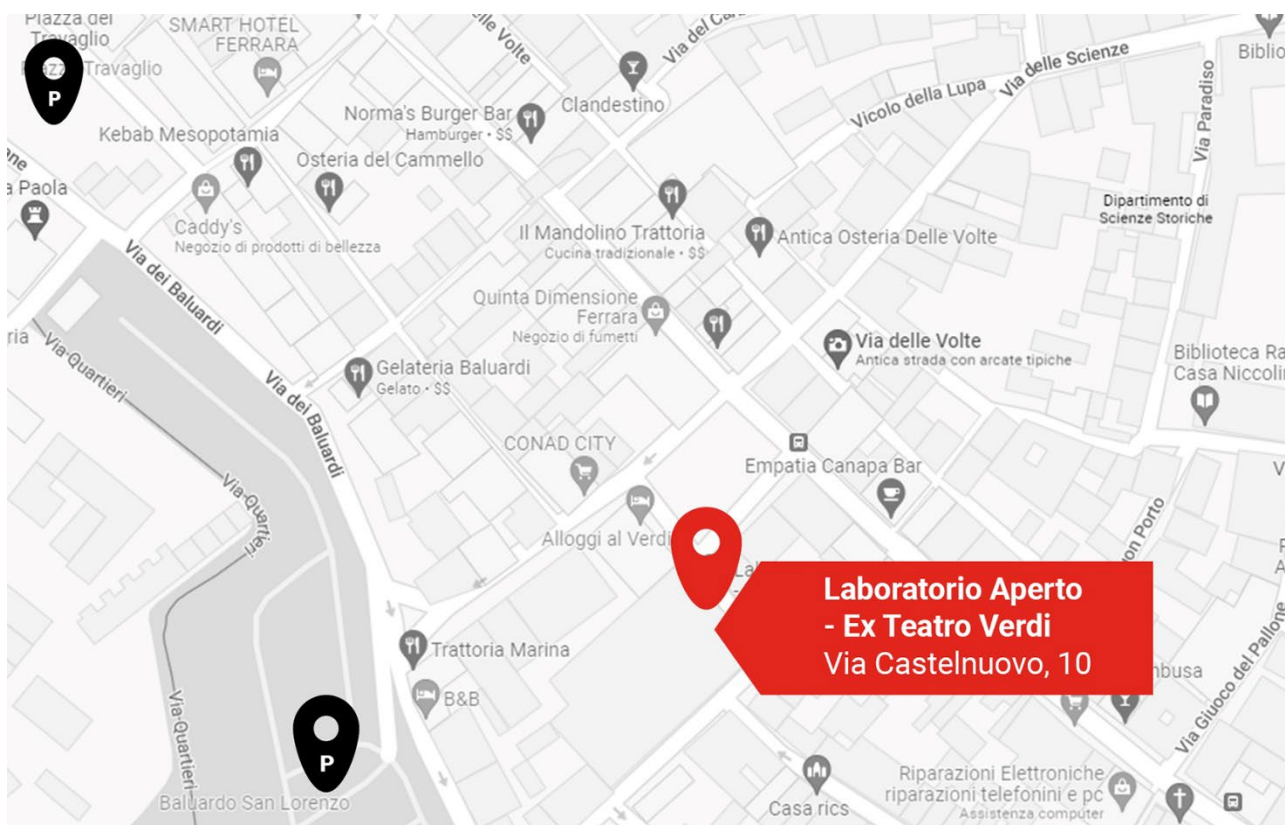 Piazza del
Travaglio
Piazza Travaglio
P
SMART HOTEL
FERRARA
delle Volte
Via del
Via delle Scienze
Vicolo della Lupa
Via Paradiso
Clandestino
Norma's Burger Bar
Hamburger • $$
Kebab Mesopotamia
Osteria del Cammello
Paola
Caddy's
Negozio di prodotti di bellezza
Dipartimento di
Scienze Storiche
Il Mandolino Trattoria
Cucina tradizionale • $$
Antica Osteria Delle Volte
Via dei Baluardi
Quinta Dimensione
Ferrara
Negozio di fumetti
Via delle Volte
Antica strada con arcate tipiche
Biblioteca Ra
Casa Niccolin
Via Quartieri
Gelateria Baluardi
Gelato • $$
Via dei Baluardi
CONAD CITY
Empatia Canapa Bar
Via Quartieri
Alloggi al Verdi
on Porto
Laboratorio Aperto
- Ex Teatro Verdi
Via Castelnuovo, 10
Trattoria Marina
B&B
mbusa
Via Giuoco del Pallone
Via Quartieri
P
Baluardo San Lorenzo
Casa rics
Riparazioni Elettroniche
riparazioni telefonini e pc
Assistenza computer